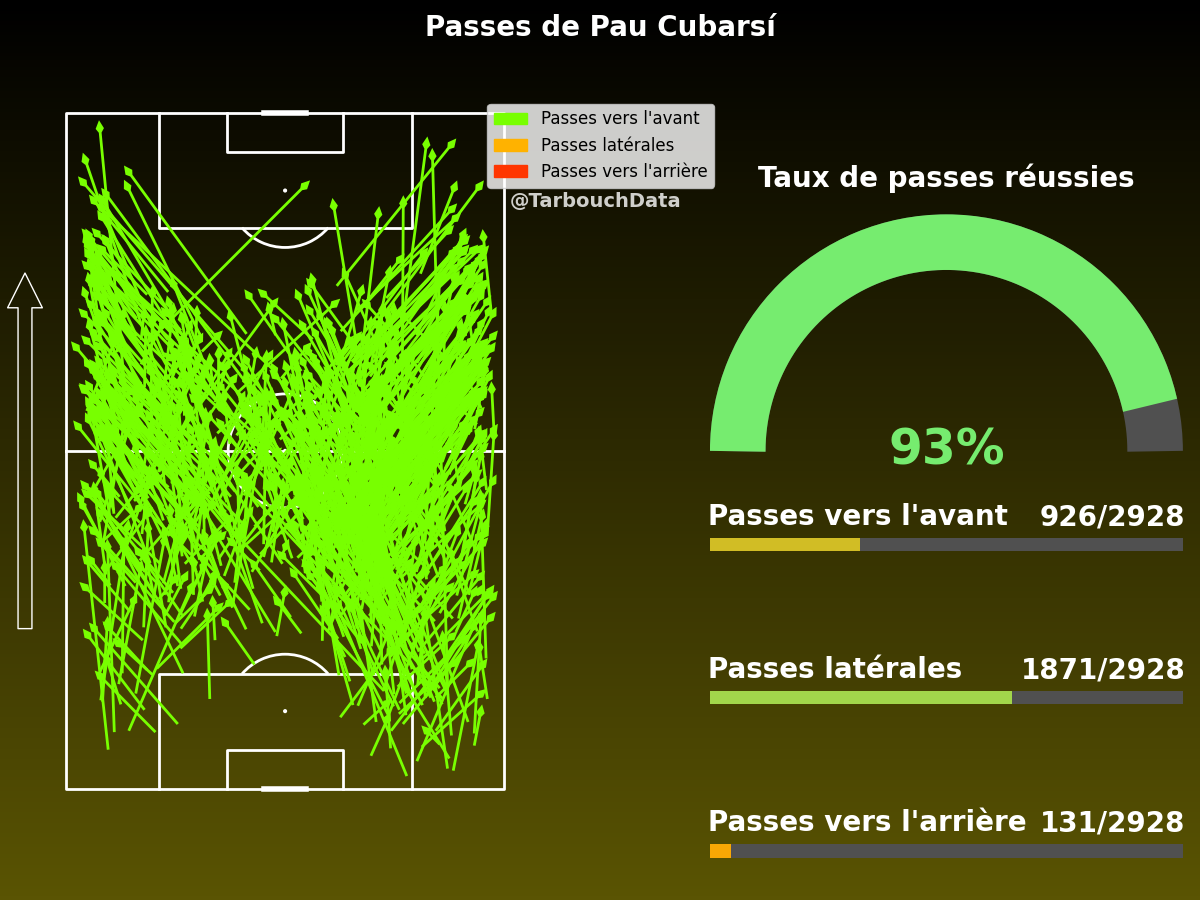 Passes de Pau Cubarsí
Passes vers l'avant
Passes latérales
Passes vers l'arrière
@TarbouchData
Taux de passes réussies
93%
Passes vers l'avant 926/2928
Passes latérales 1871/2928
Passes vers l'arrière 131/2928